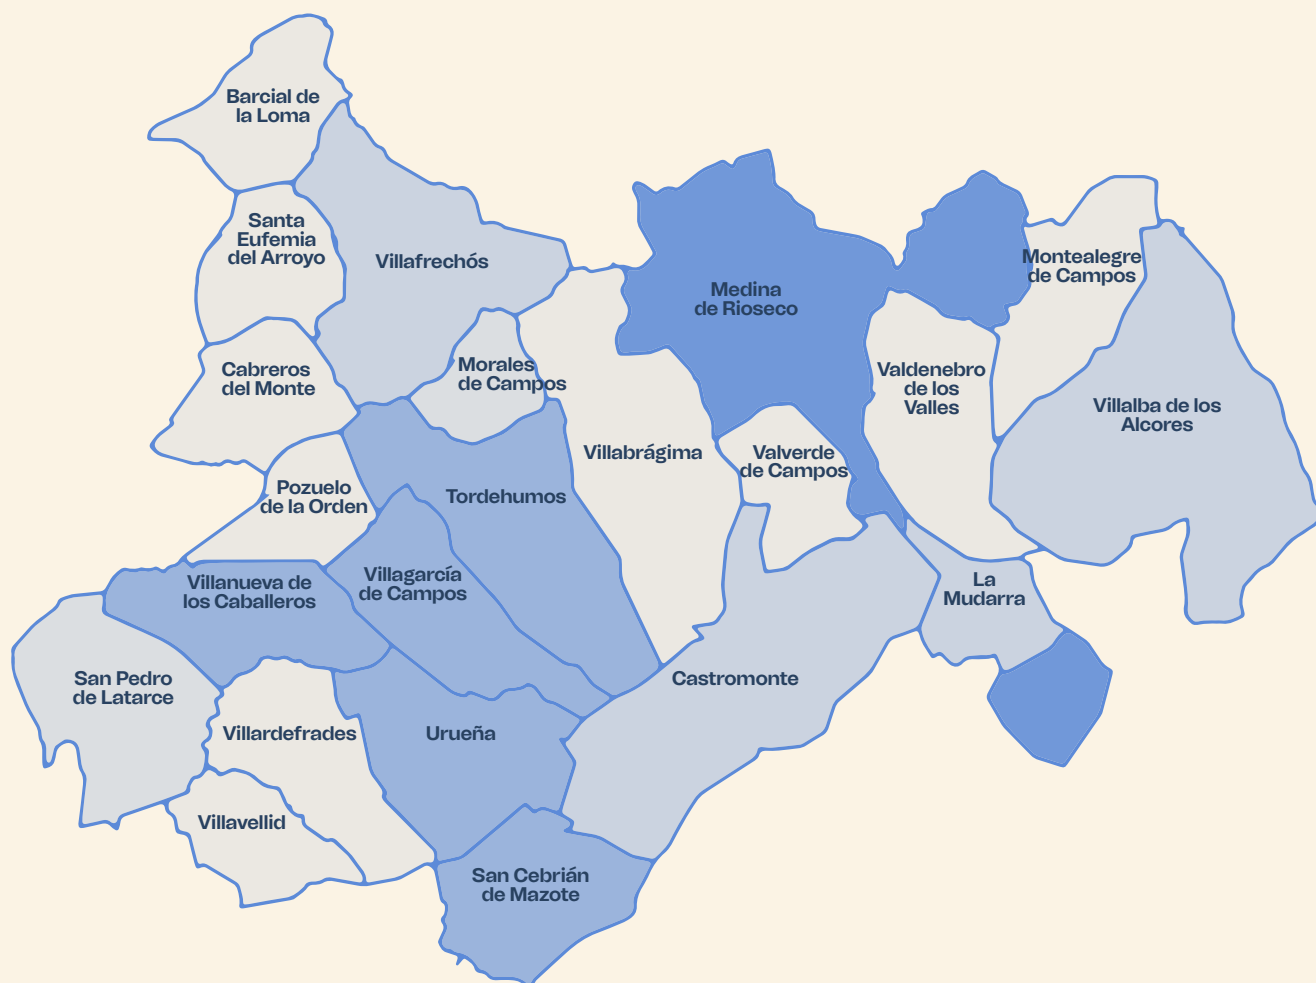 Barcial de
la Loma
Santa
Eufemia
del Arroyo
Villafrechós
Medina
de Rioseco
Montealegre
de Campos
Cabreros
del Monte
Morales
de Campos
Valdenebro
de los
Valles
Villalba de los
Alcores
Villabrágima
Valverde
de Campos
Pozuelo
de la Orden
Tordehumos
Villanueva de
los Caballeros
Villagarcía
de Campos
La
Mudarra
San Pedro
de Latarce
Castromonte
Villardefrades
Urueña
Villavellid
San Cebrián
de Mazote